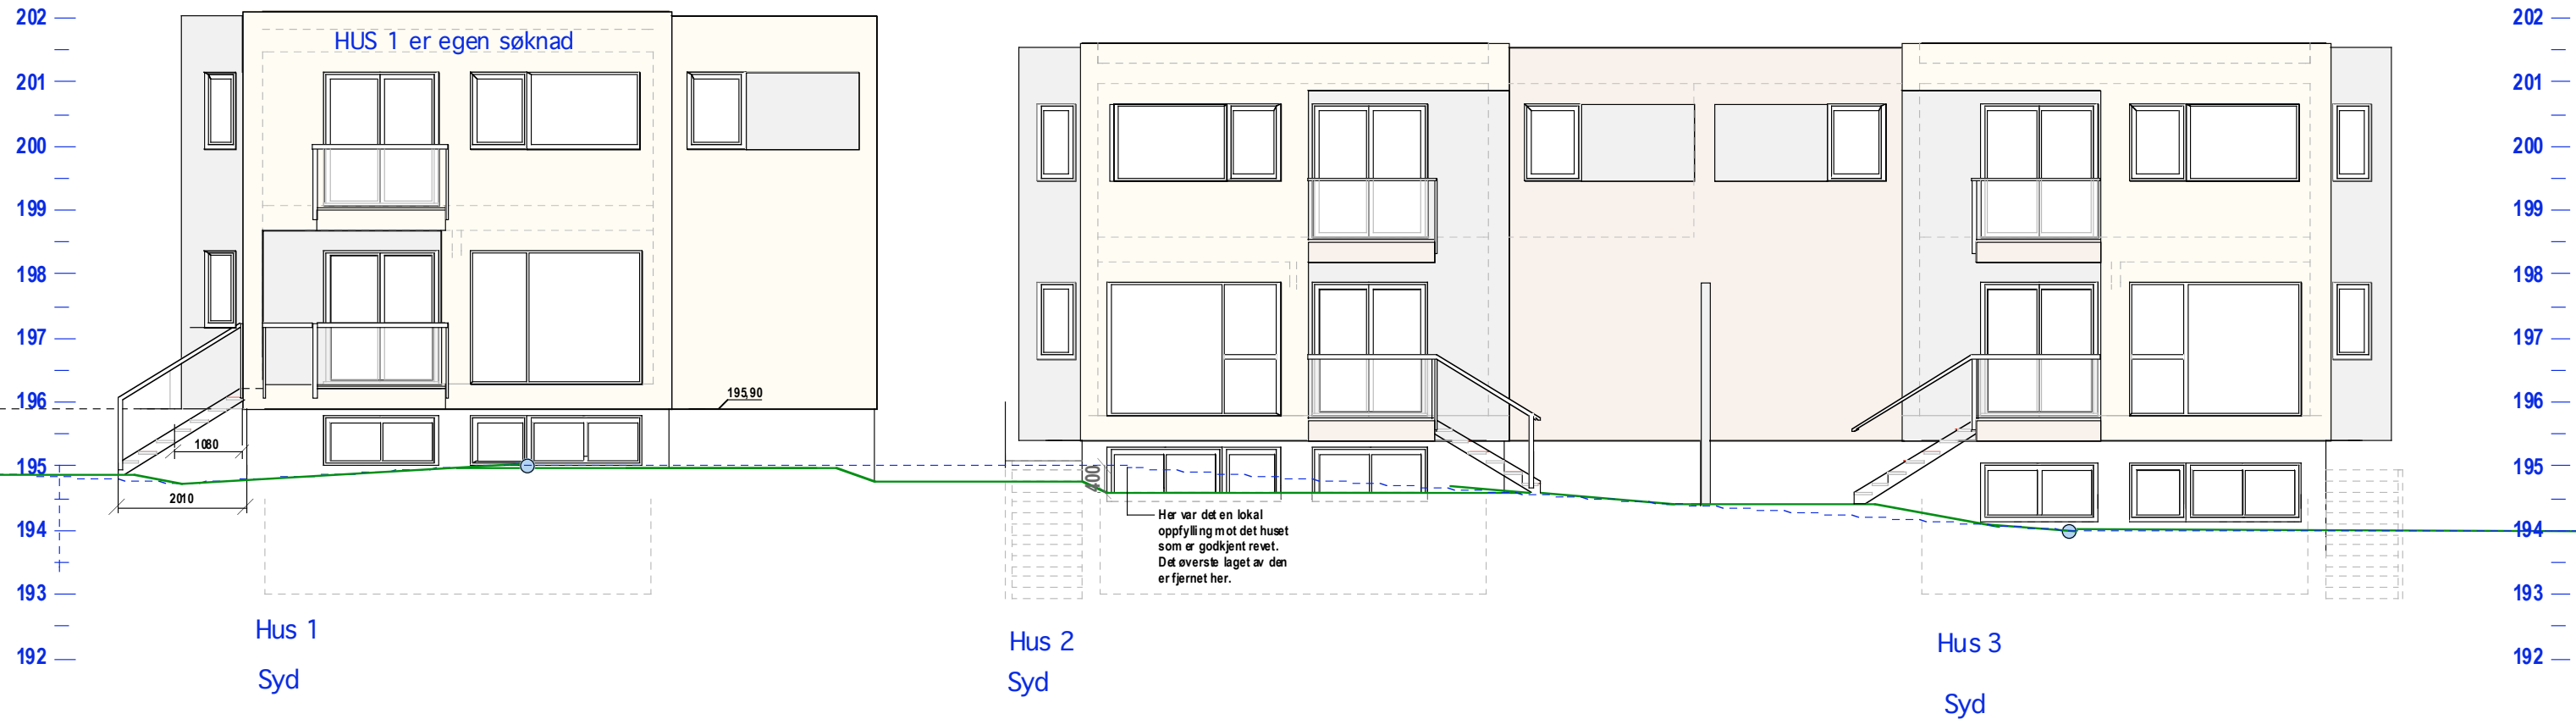 202
202
HUS 1 er egen søknad
201
201
200
200
199
199
198
198
197
197
196
196
195,90
1080
195
195
400
2010
Her var det en lokal
oppfylling mot det huset
som er godkjent revet.
Det øverste laget av den
er fjernet her.
194
194
193
193
Hus 1
Hus 2
Hus 3
192
192
Syd
Syd
Syd